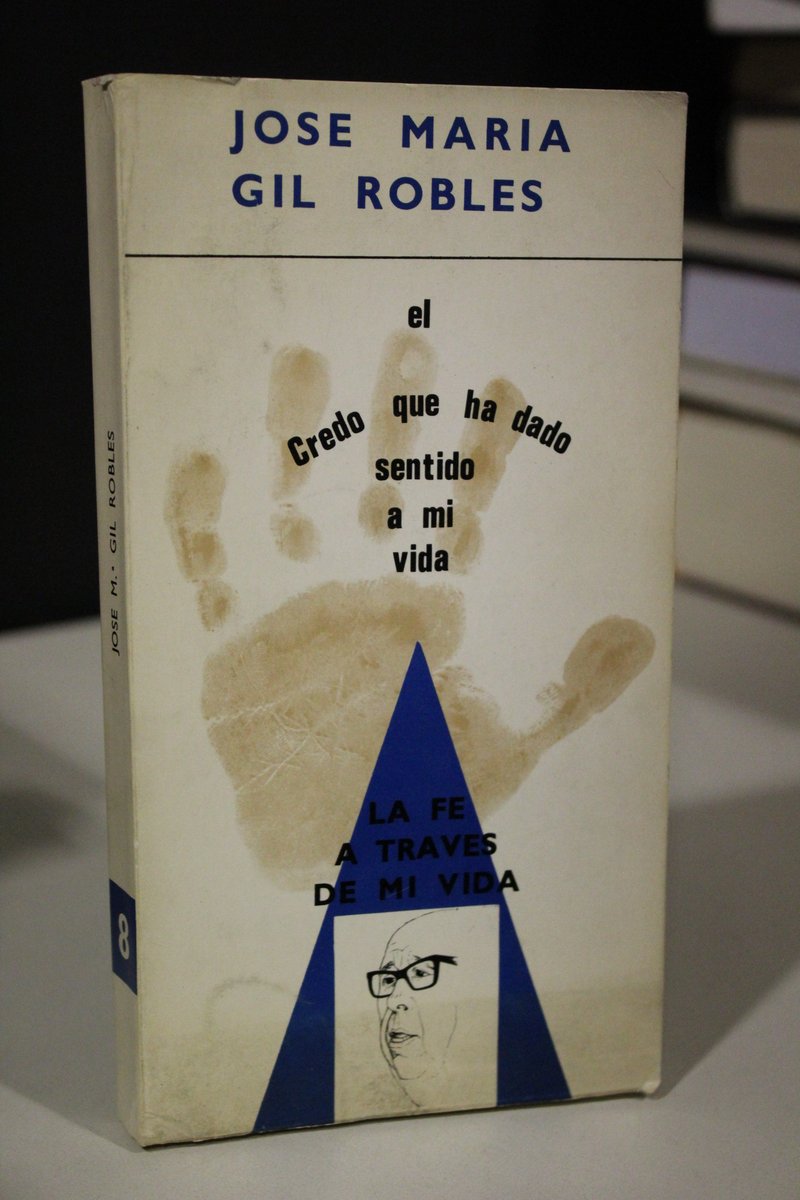 JOSE MARIA
GIL ROBLES
el
Credo que ha dado
sentido
a mi
vida
LA FE
A TRAVES
DE MI VIDA
JOSE M.ª GIL ROBLES
8